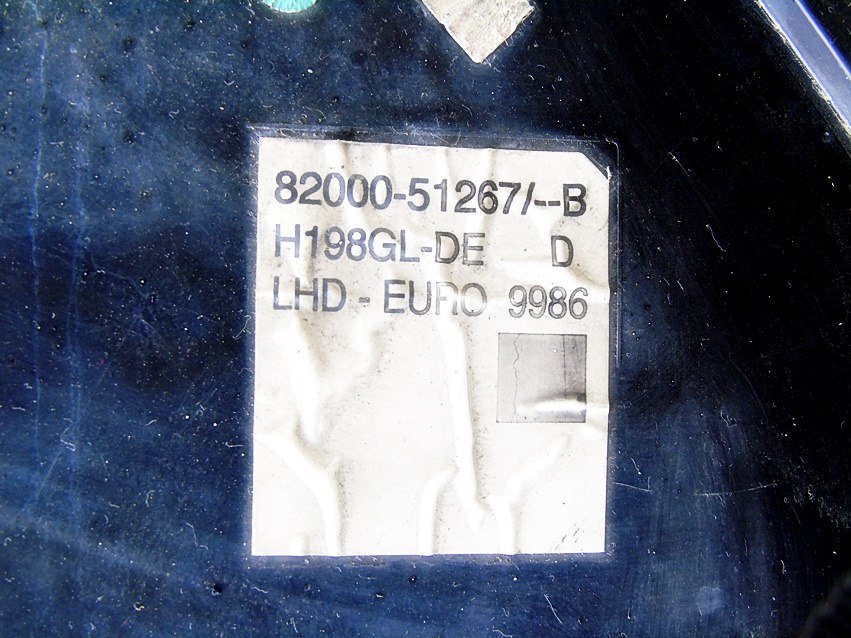 82000-51267/--B
H198GL-DE D
LHD - EURO 9986